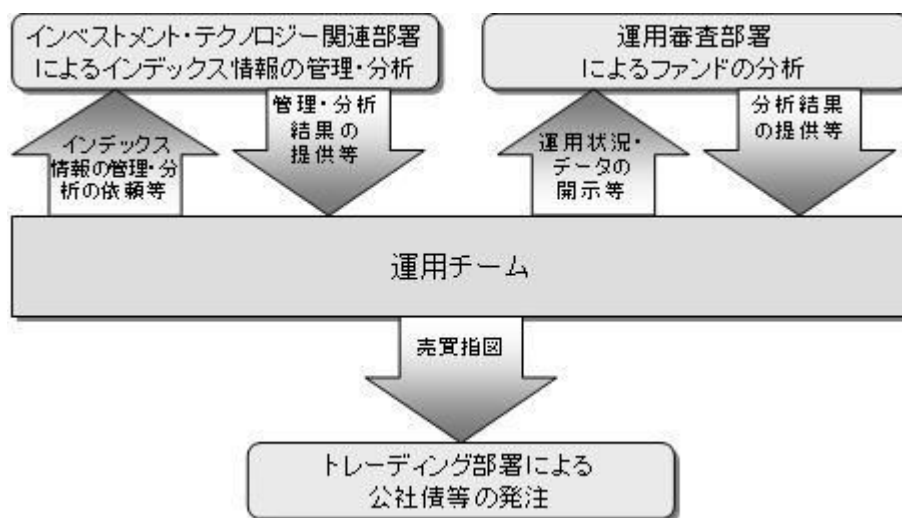 インベストメント・テクノロジー関連部署
によるインデックス情報の管理・分析
運用審査部署
によるファンドの分析
インデックス
情報の管理・分
析の依頼等
管理・分析
結果の
提供等
運用状況・
データの
開示等
分析結果
の提供等
運用チーム
売買指図
トレーディング部署による
公社債等の発注